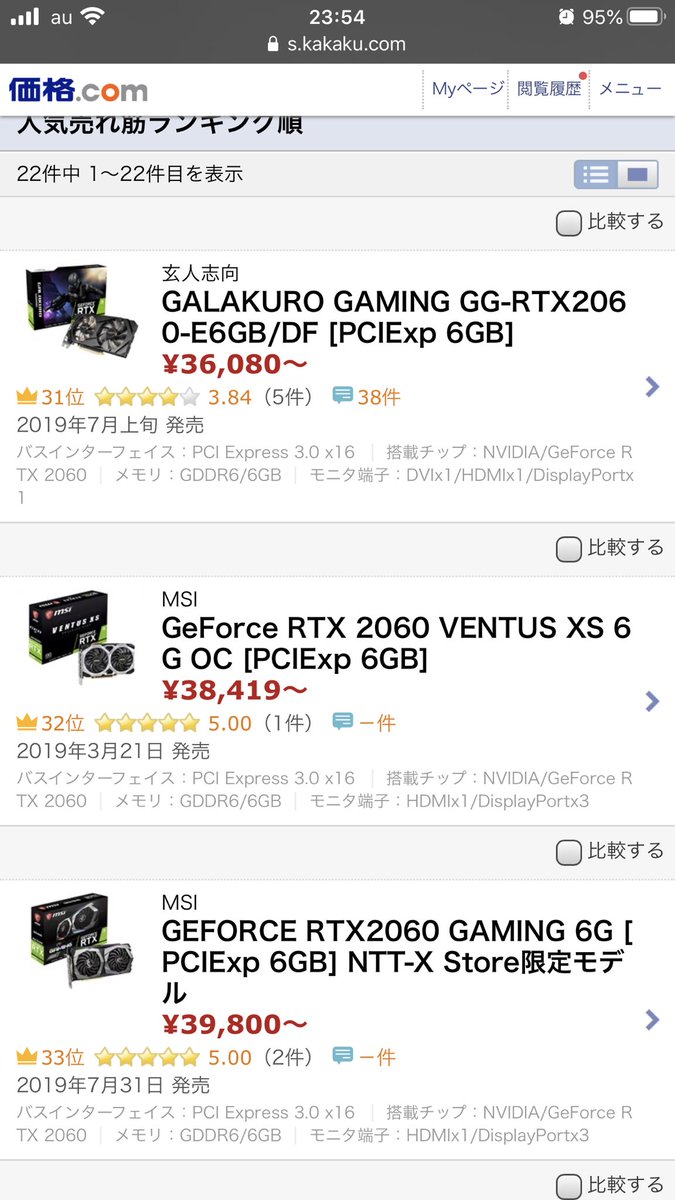 au 23:54 95%
s.kakaku.com
価格.com Myページ 閲覧履歴 メニュー
人気売れ筋ランキング順
22件中 1〜22件目を表示
比較する
玄人志向
GALAKURO GAMING GG-RTX206
0-E6GB/DF [PCIExp 6GB]
¥36,080〜
31位 3.84 (5件) 38件
2019年7月上旬 発売
バスインターフェイス：PCI Express 3.0 x16 | 搭載チップ：NVIDIA/GeForce R
TX 2060 | メモリ：GDDR6/6GB | モニタ端子：DVIx1/HDMIx1/DisplayPortx
1
比較する
MSI
GeForce RTX 2060 VENTUS XS 6
G OC [PCIExp 6GB]
¥38,419〜
32位 5.00 (1件) －件
2019年3月21日 発売
バスインターフェイス：PCI Express 3.0 x16 | 搭載チップ：NVIDIA/GeForce R
TX 2060 | メモリ：GDDR6/6GB | モニタ端子：HDMIx1/DisplayPortx3
比較する
MSI
GEFORCE RTX2060 GAMING 6G [
PCIExp 6GB] NTT-X Store限定モデ
ル
¥39,800〜
33位 5.00 (2件) －件
2019年7月31日 発売
バスインターフェイス：PCI Express 3.0 x16 | 搭載チップ：NVIDIA/GeForce R
TX 2060 | メモリ：GDDR6/6GB | モニタ端子：HDMIx1/DisplayPortx3
比較する